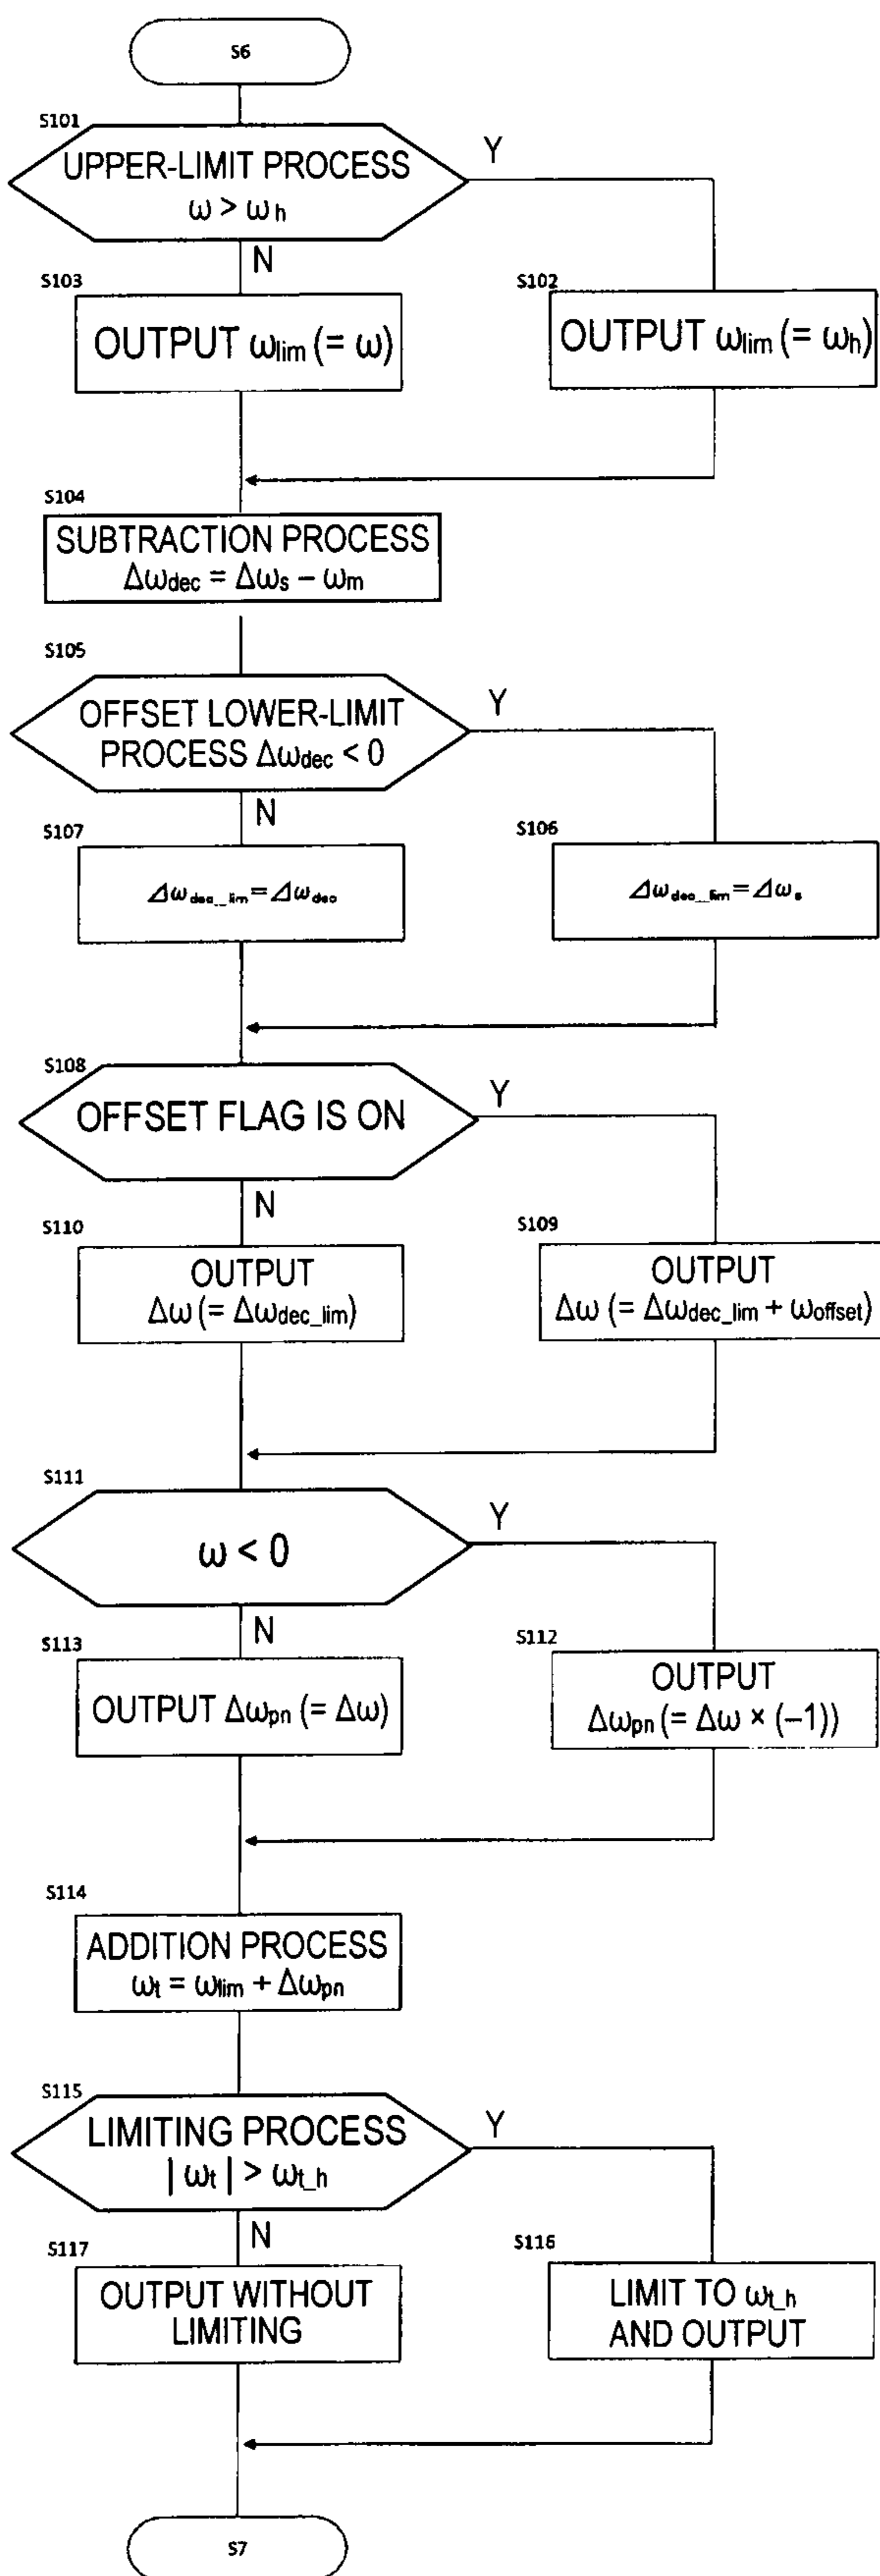 S6
S101
UPPER-LIMIT PROCESS
ω > ωh
Y
N
S103
OUTPUT ωlim (= ω)
S102
OUTPUT ωlim (= ωh)
S104
SUBTRACTION PROCESS
Δωdec = Δωs − ωm
S105
OFFSET LOWER-LIMIT
PROCESS Δωdec < 0
Y
N
S107
Δωdec_lim = Δωdec
S106
Δωdec_lim = Δωs
S108
OFFSET FLAG IS ON
Y
N
S110
OUTPUT
Δω (= Δωdec_lim)
S109
OUTPUT
Δω (= Δωdec_lim + ωoffset)
S111
ω < 0
Y
N
S113
OUTPUT Δωpn (= Δω)
S112
OUTPUT
Δωpn (= Δω × (−1))
S114
ADDITION PROCESS
ωt = ωlim + Δωpn
S115
LIMITING PROCESS
| ωt | > ωt_h
Y
N
S117
OUTPUT WITHOUT
LIMITING
S116
LIMIT TO ωt_h
AND OUTPUT
S7